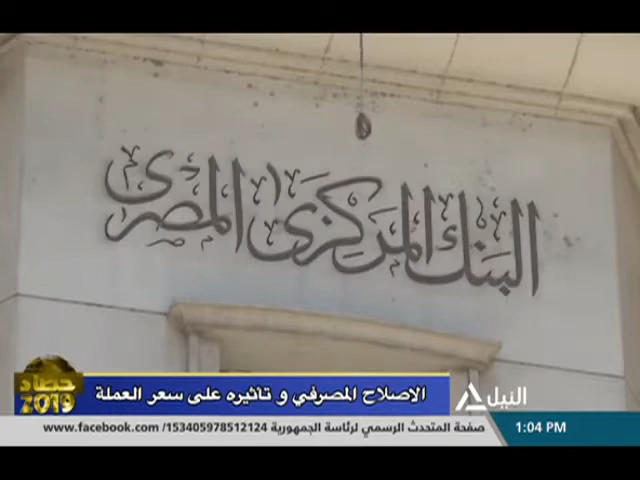 البنك المركزى المصرى
حصاد
2019
الاصلاح المصرفي و تأثيره على سعر العملة
النيل
صفحة المتحدث الرسمي لرئاسة الجمهورية www.facebook.com/153405978512124
1:04 PM